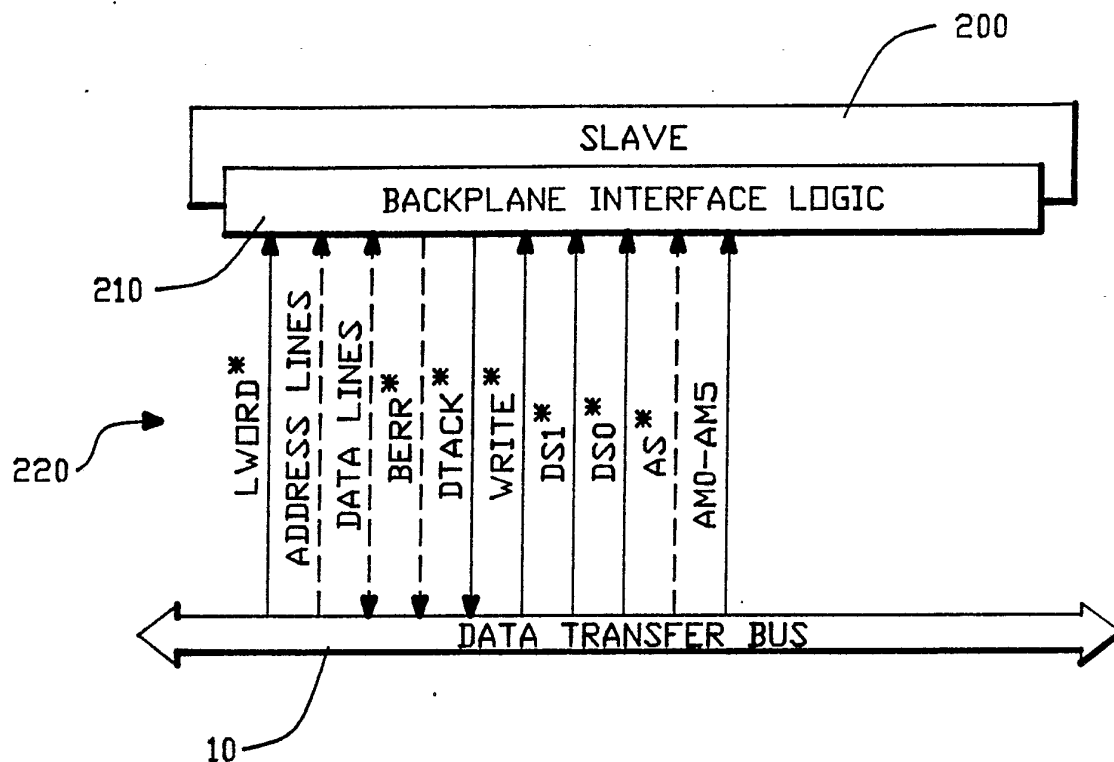 200
SLAVE
BACKPLANE INTERFACE LOGIC
210
LWORD*
ADDRESS LINES
DATA LINES
BERR*
DTACK*
WRITE*
DS1*
DS0*
AS*
AM0-AM5
220
DATA TRANSFER BUS
10